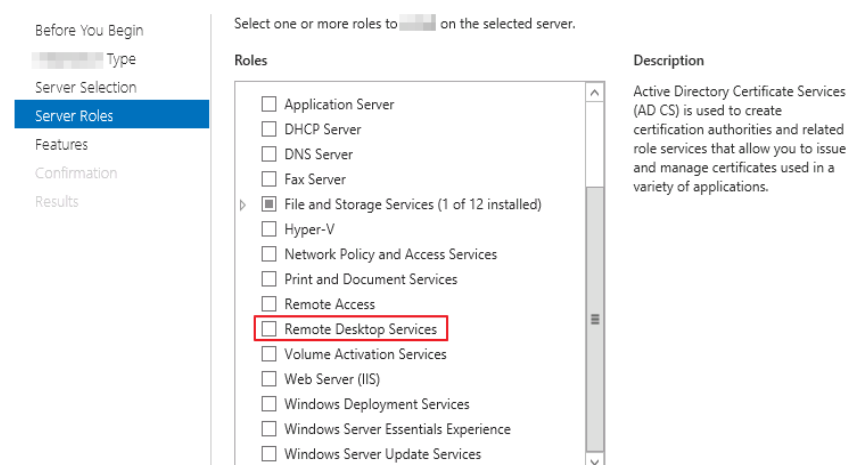 Before You Begin
Type
Server Selection
Server Roles
Features
Confirmation
Results
Select one or more roles to on the selected server.
Roles
Application Server
DHCP Server
DNS Server
Fax Server
File and Storage Services (1 of 12 installed)
Hyper-V
Network Policy and Access Services
Print and Document Services
Remote Access
Remote Desktop Services
Volume Activation Services
Web Server (IIS)
Windows Deployment Services
Windows Server Essentials Experience
Windows Server Update Services
Description
Active Directory Certificate Services
(AD CS) is used to create
certification authorities and related
role services that allow you to issue
and manage certificates used in a
variety of applications.